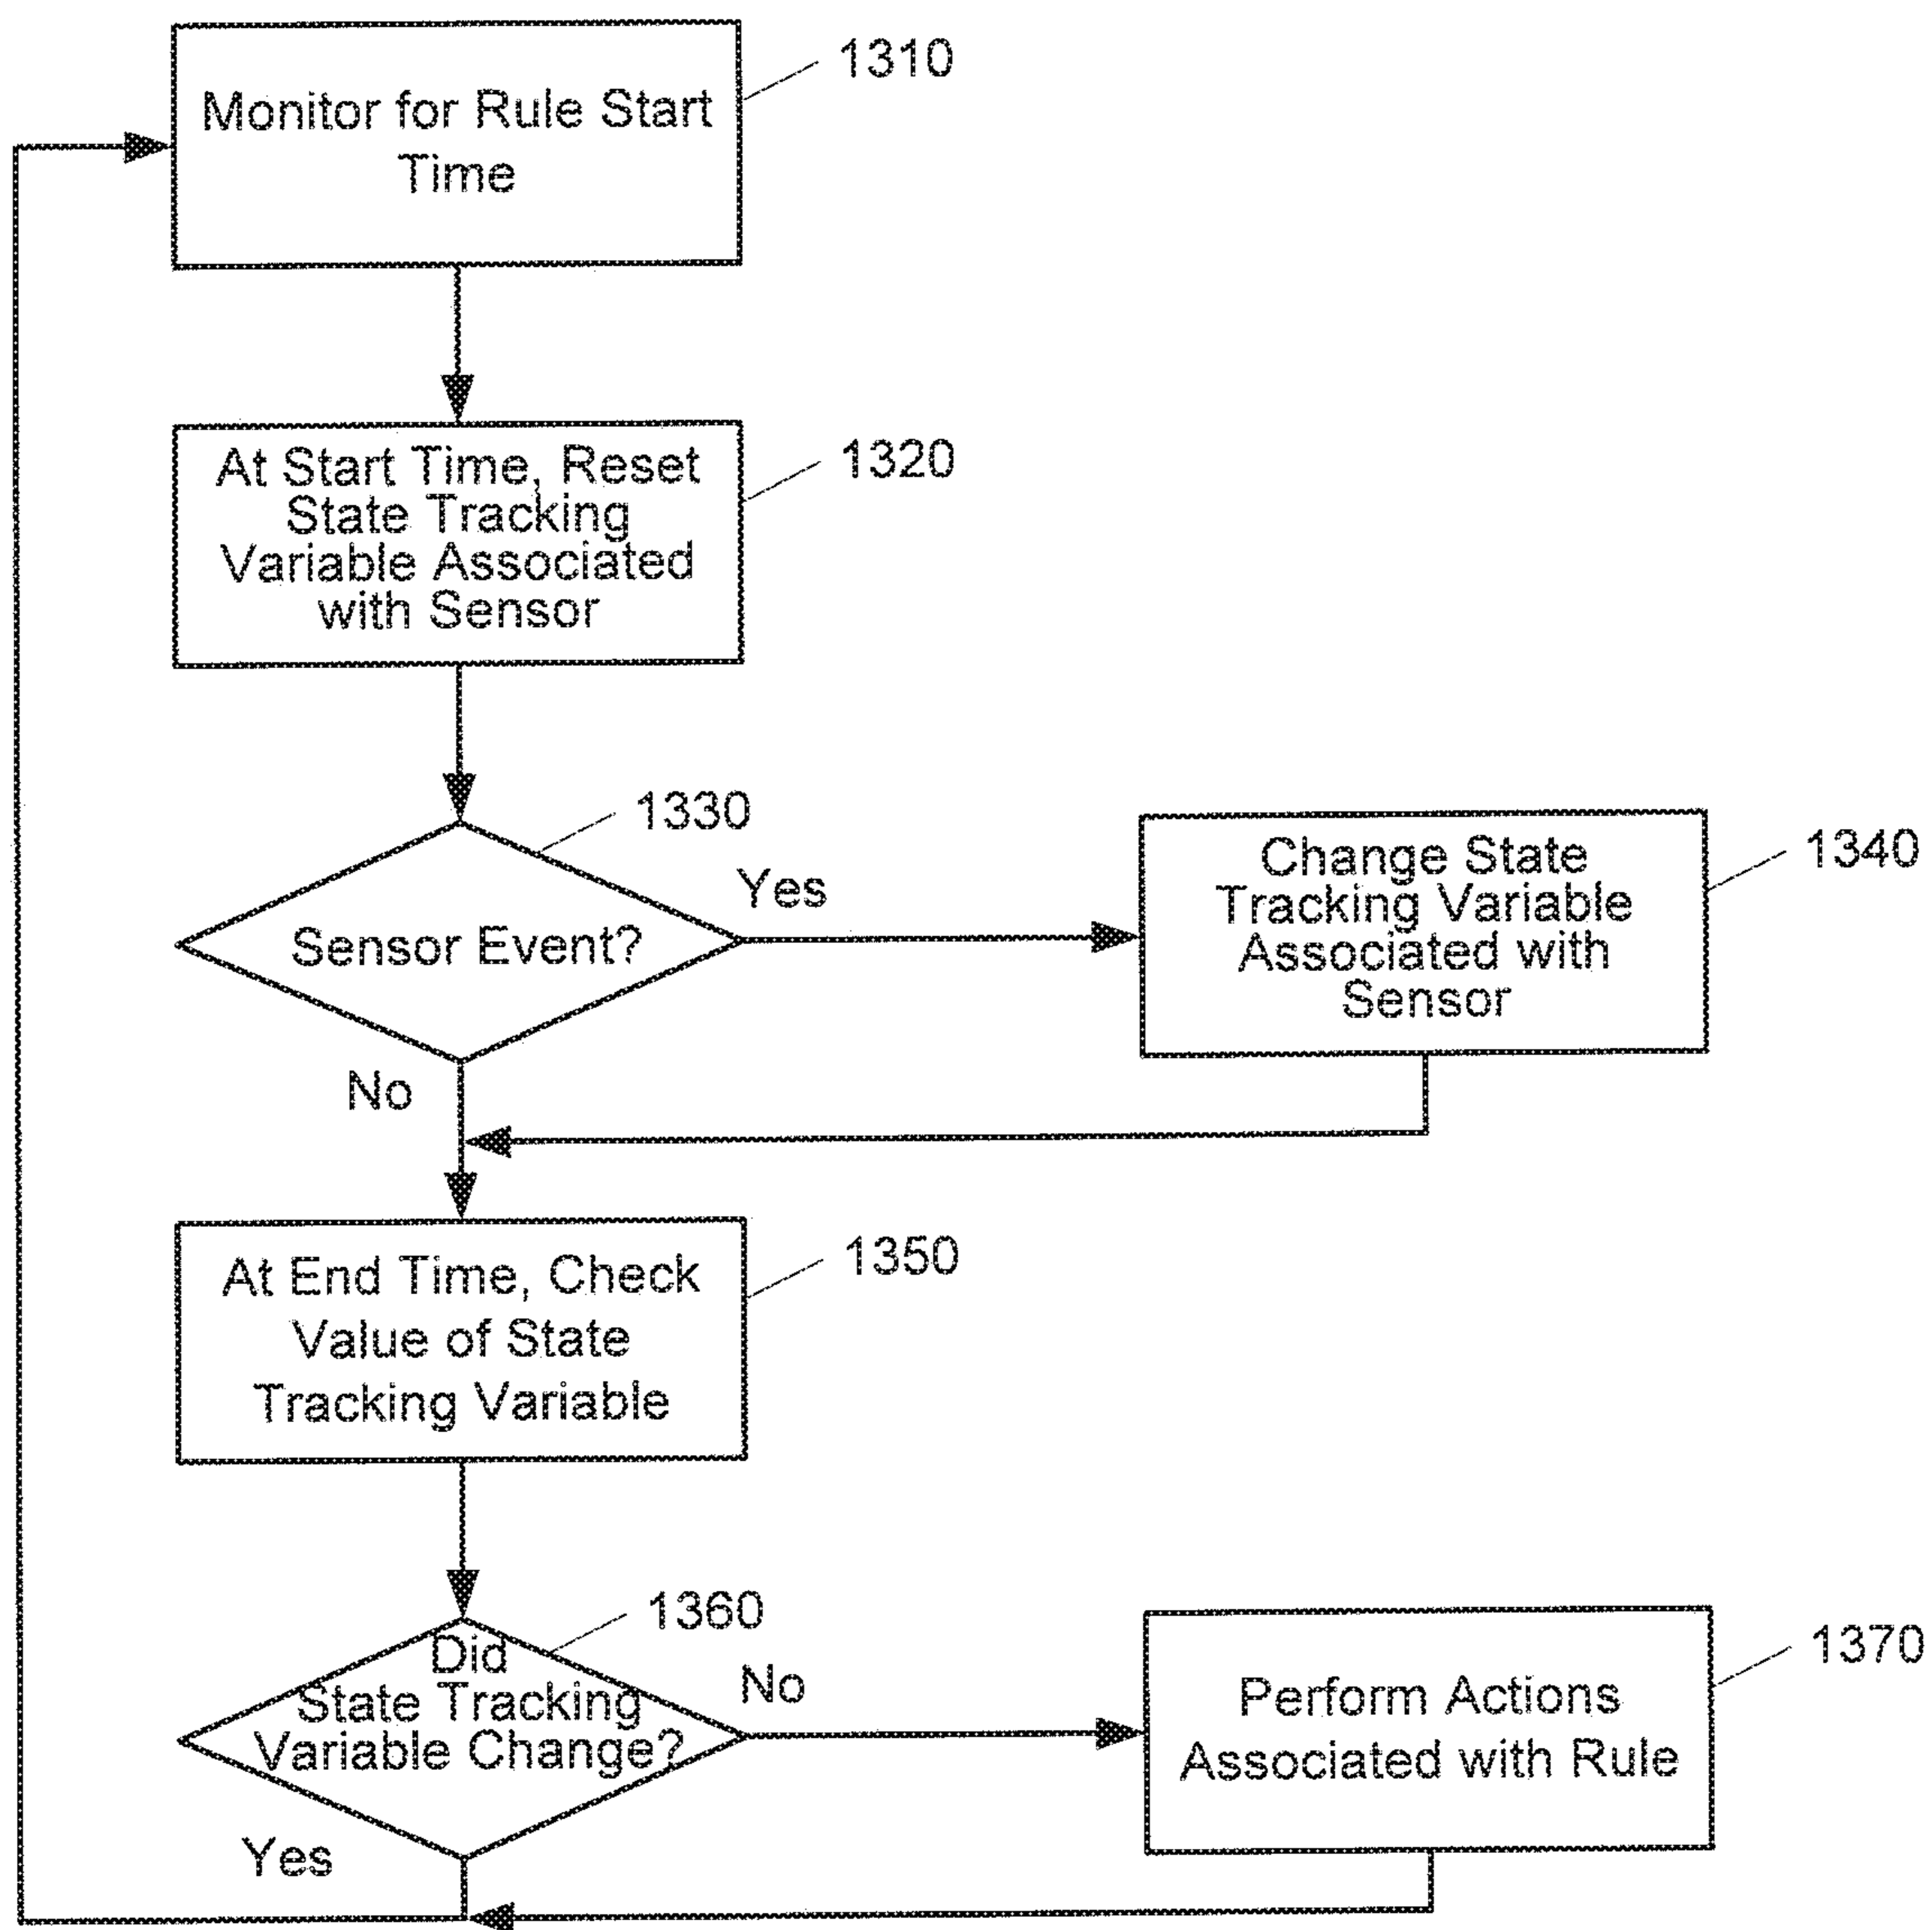 1310
Monitor for Rule Start
Time
1320
At Start Time, Reset
State Tracking
Variable Associated
with Sensor
1330
Sensor Event?
Yes
No
1340
Change State
Tracking Variable
Associated with
Sensor
1350
At End Time, Check
Value of State
Tracking Variable
1360
Did
State Tracking
Variable Change?
No
Yes
1370
Perform Actions
Associated with Rule